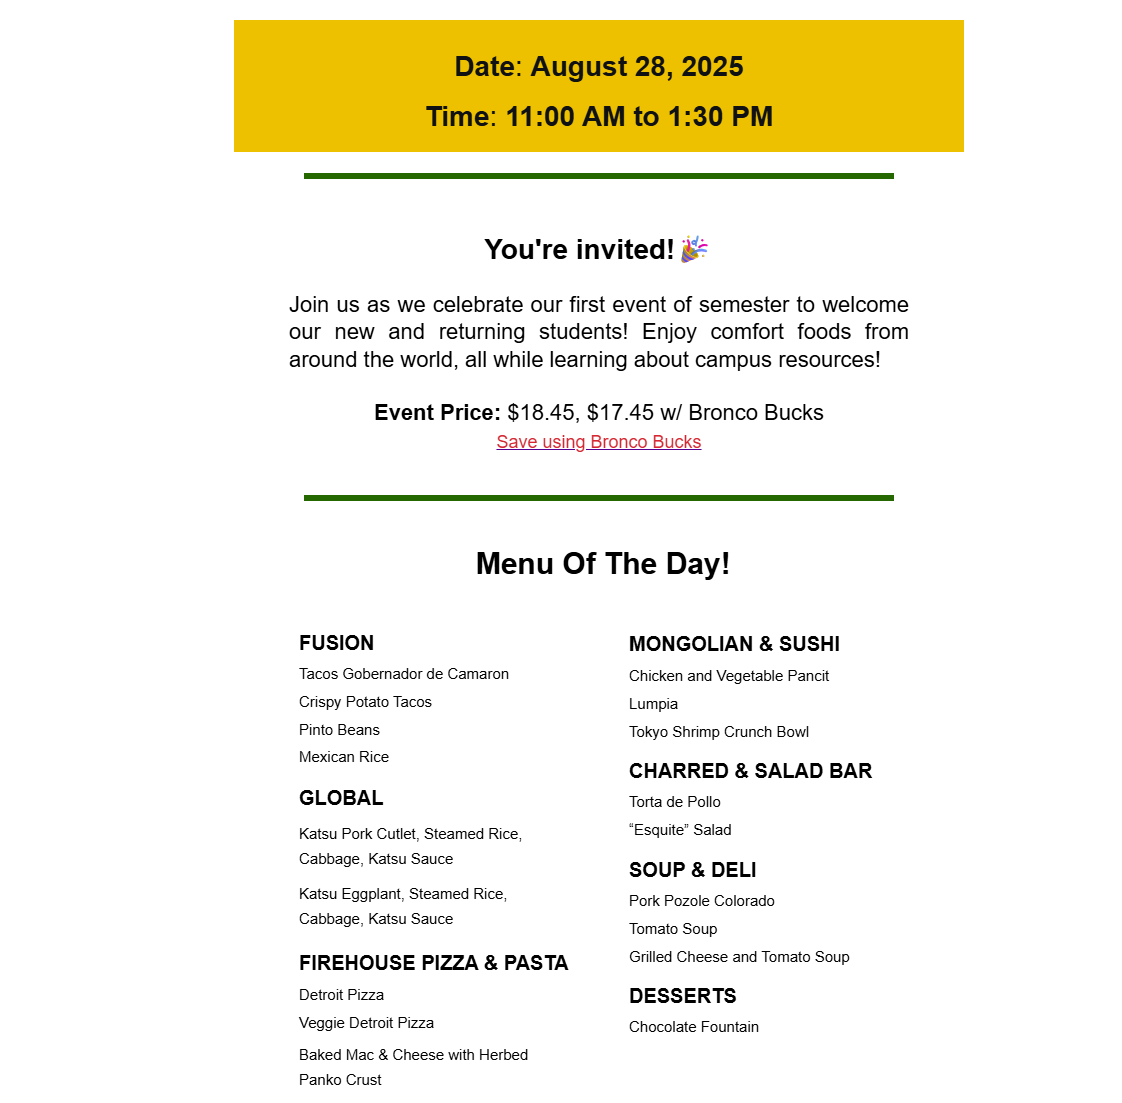 Date: August 28, 2025
Time: 11:00 AM to 1:30 PM
You're invited! 🎉
Join us as we celebrate our first event of semester to welcome
our new and returning students! Enjoy comfort foods from
around the world, all while learning about campus resources!
Event Price: $18.45, $17.45 w/ Bronco Bucks
Save using Bronco Bucks
Menu Of The Day!
FUSION
Tacos Gobernador de Camaron
Crispy Potato Tacos
Pinto Beans
Mexican Rice
GLOBAL
Katsu Pork Cutlet, Steamed Rice,
Cabbage, Katsu Sauce
Katsu Eggplant, Steamed Rice,
Cabbage, Katsu Sauce
FIREHOUSE PIZZA & PASTA
Detroit Pizza
Veggie Detroit Pizza
Baked Mac & Cheese with Herbed
Panko Crust
MONGOLIAN & SUSHI
Chicken and Vegetable Pancit
Lumpia
Tokyo Shrimp Crunch Bowl
CHARRED & SALAD BAR
Torta de Pollo
“Esquite” Salad
SOUP & DELI
Pork Pozole Colorado
Tomato Soup
Grilled Cheese and Tomato Soup
DESSERTS
Chocolate Fountain